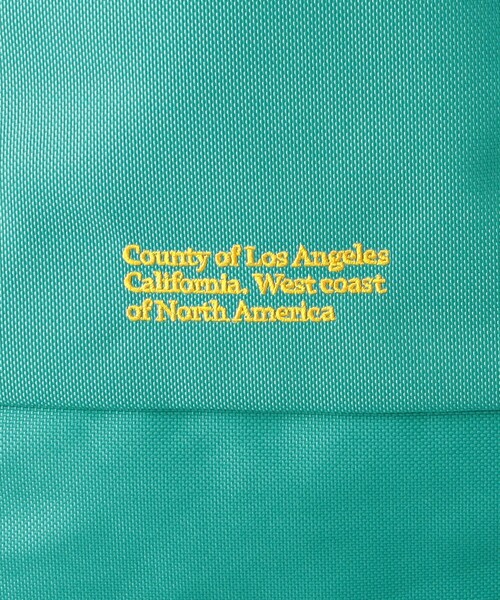 County of Los Angeles
California, West coast
of North America